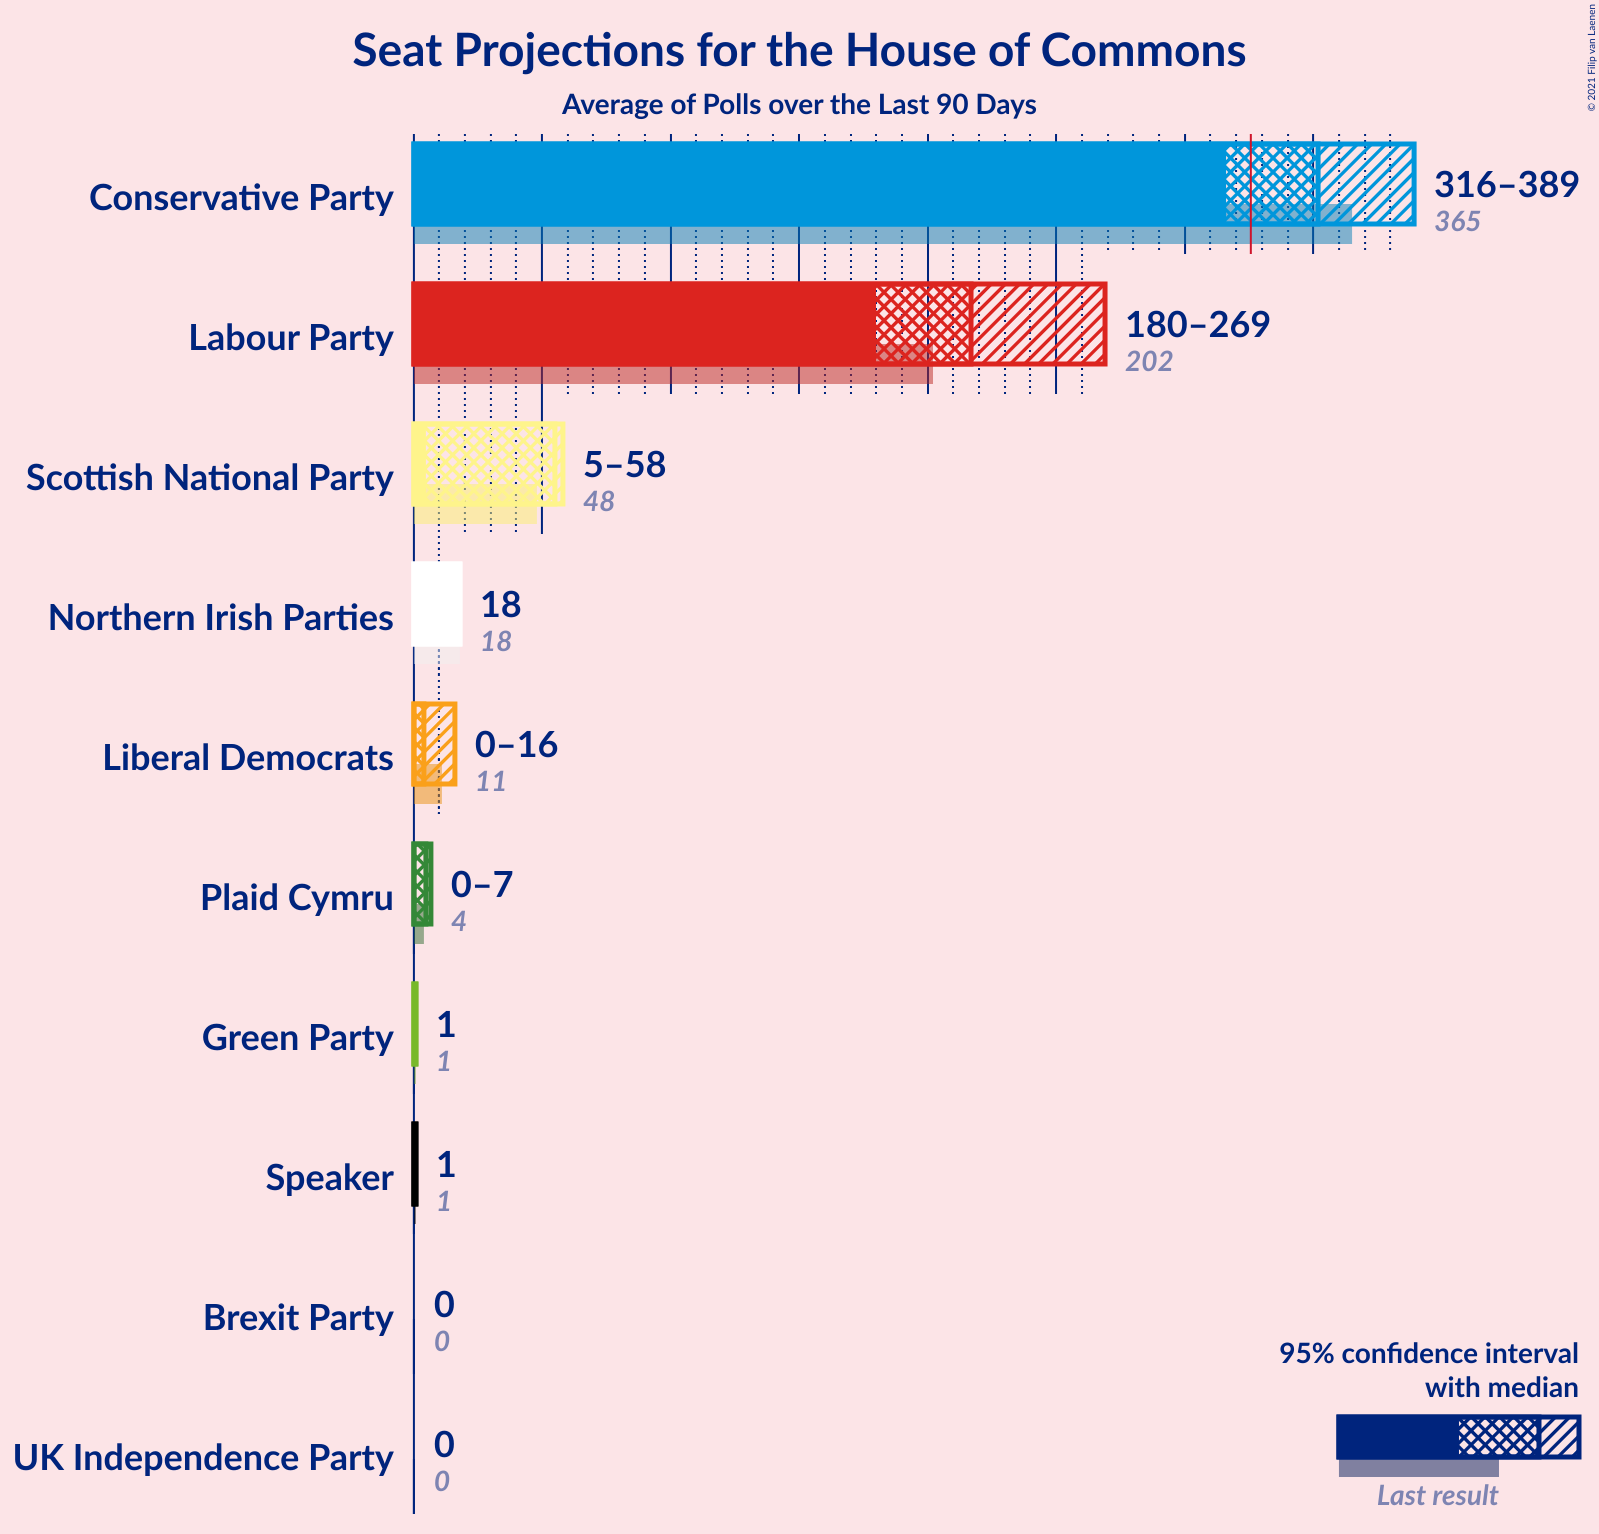 Seat Projections for the House of Commons
Average of Polls over the Last 90 Days
© 2021 Filip van Laenen
Conservative Party
316–389
365
Labour Party
180–269
202
Scottish National Party
5–58
48
Northern Irish Parties
18
18
Liberal Democrats
0–16
11
Plaid Cymru
0–7
4
Green Party
1
1
Speaker
1
1
Brexit Party
0
0
UK Independence Party
0
0
95% confidence interval
with median
Last result